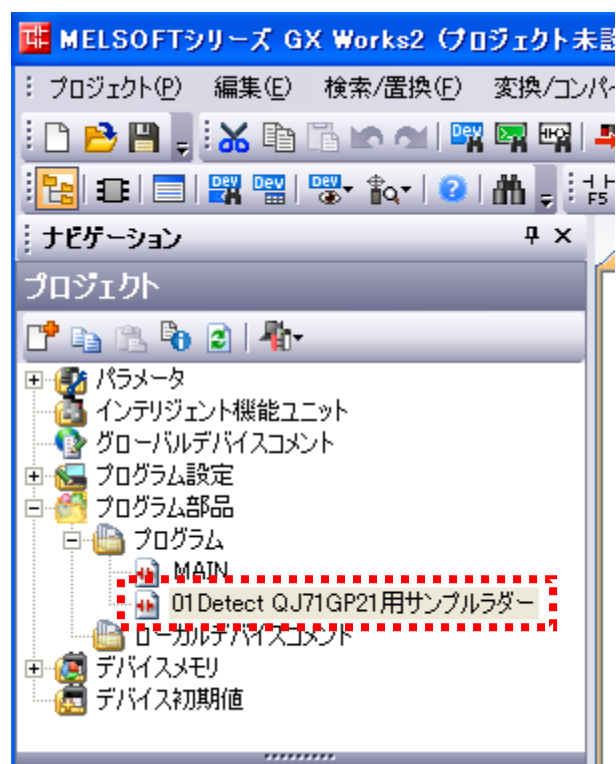 MELSOFTシリーズ GX Works2 (プロジェクト未設
プロジェクト(P) 編集(E) 検索/置換(F) 変換/コンパ
F5
ナビゲーション
プロジェクト
パラメータ
インテリジェント機能ユニット
グローバルデバイスコメント
プログラム設定
プログラム部品
プログラム
MAIN
01Detect QJ71GP21用サンプルラダー
ローカルデバイスコメント
デバイスメモリ
デバイス初期値